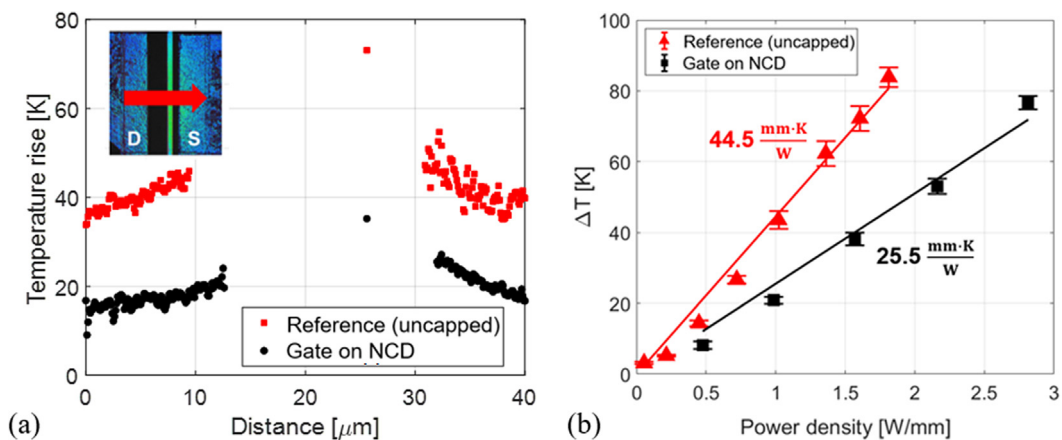 80
60
40
20
0
Temperature rise [K]
D S
Reference (uncapped)
Gate on NCD
0 10 20 30 40
Distance [μm]
(a)
100
80
60
40
20
0
ΔT [K]
Reference (uncapped)
Gate on NCD
44.5 mm·K/W
25.5 mm·K/W
0 0.5 1 1.5 2 2.5 3
Power density [W/mm]
(b)